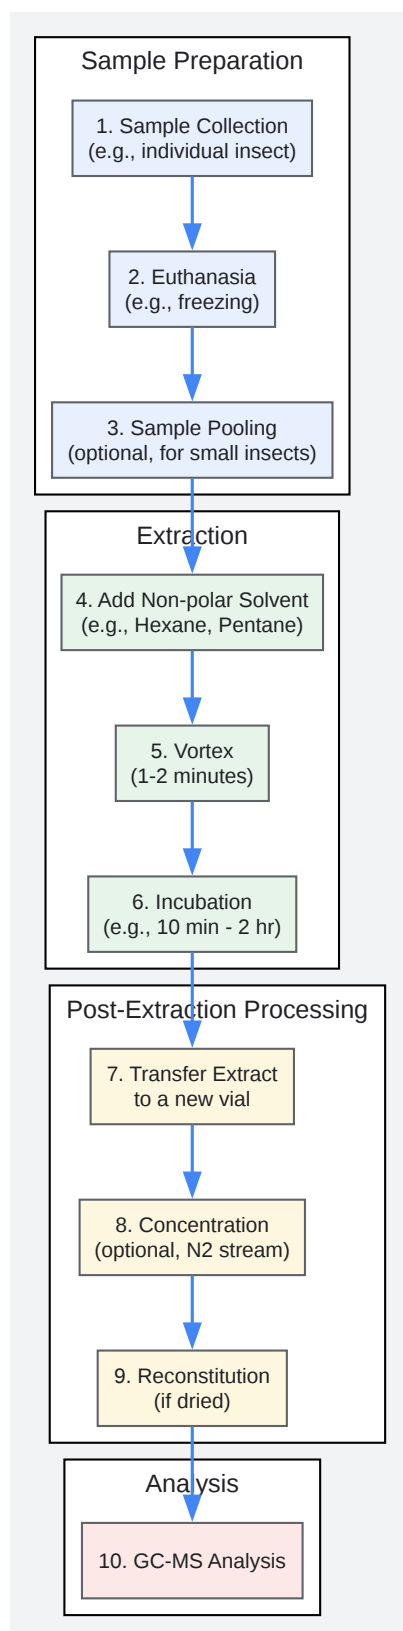 Sample Preparation
1. Sample Collection
(e.g., individual insect)
2. Euthanasia
(e.g., freezing)
3. Sample Pooling
(optional, for small insects)
Extraction
4. Add Non-polar Solvent
(e.g., Hexane, Pentane)
5. Vortex
(1-2 minutes)
6. Incubation
(e.g., 10 min - 2 hr)
Post-Extraction Processing
7. Transfer Extract
to a new vial
8. Concentration
(optional, N2 stream)
9. Reconstitution
(if dried)
Analysis
10. GC-MS Analysis